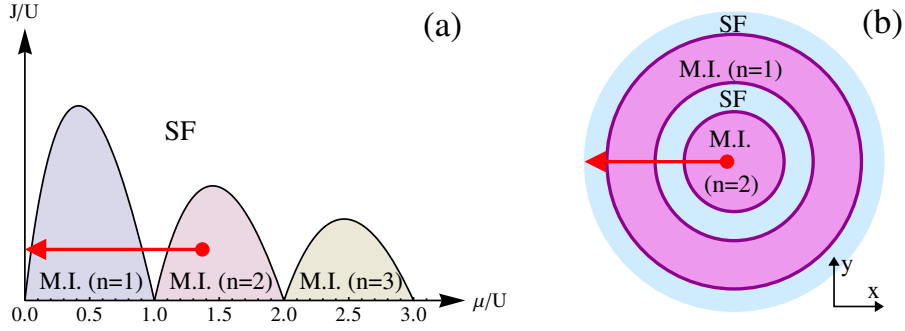 J/U
(a)
SF
M.I. (n=1)
M.I. (n=2)
M.I. (n=3)
μ/U
0.0
0.5
1.0
1.5
2.0
2.5
3.0
(b)
SF
M.I. (n=1)
SF
M.I.
(n=2)
y
x